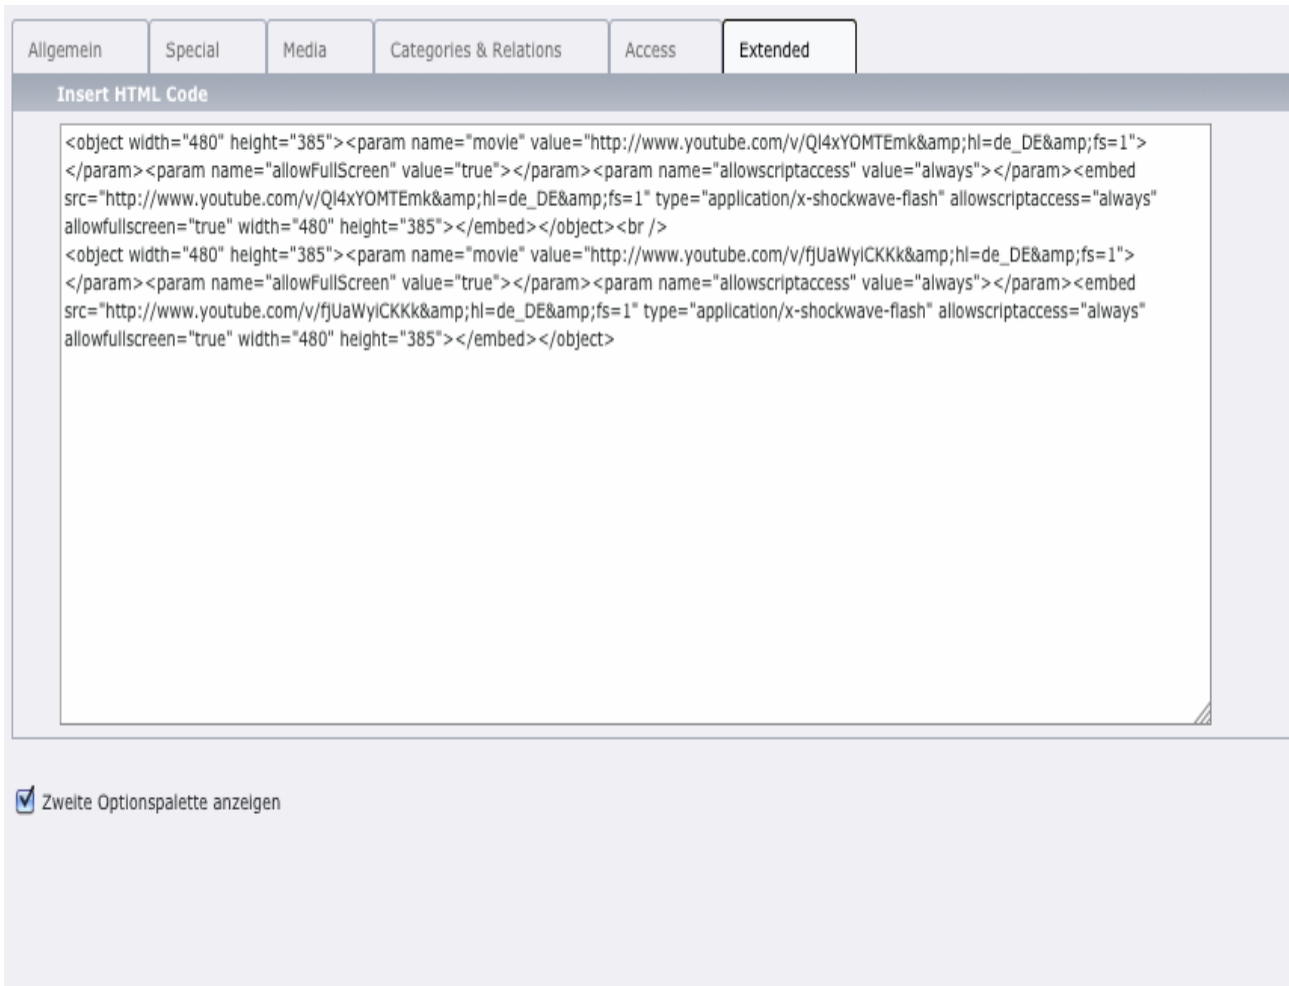 Allgemein Special Media Categories & Relations Access Extended
Insert HTML Code
<object width="480" height="385"><param name="movie" value="http://www.youtube.com/v/Ql4xYOMTEmk&amp;hl=de_DE&amp;fs=1">
</param><param name="allowFullScreen" value="true"></param><param name="allowscriptaccess" value="always"></param><embed
src="http://www.youtube.com/v/Ql4xYOMTEmk&amp;hl=de_DE&amp;fs=1" type="application/x-shockwave-flash" allowscriptaccess="always"
allowfullscreen="true" width="480" height="385"></embed></object><br />
<object width="480" height="385"><param name="movie" value="http://www.youtube.com/v/fjUaWyiCKKk&amp;hl=de_DE&amp;fs=1">
</param><param name="allowFullScreen" value="true"></param><param name="allowscriptaccess" value="always"></param><embed
src="http://www.youtube.com/v/fjUaWyiCKKk&amp;hl=de_DE&amp;fs=1" type="application/x-shockwave-flash" allowscriptaccess="always"
allowfullscreen="true" width="480" height="385"></embed></object>
Zweite Optionspalette anzeigen